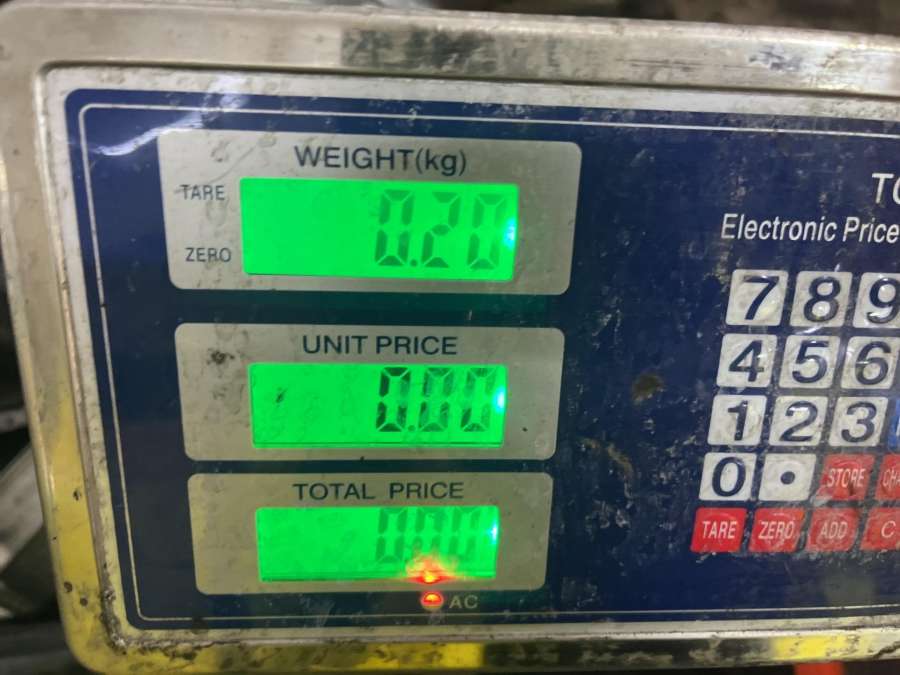 WEIGHT(kg)
TARE
0.20
ZERO
UNIT PRICE
0.00
TOTAL PRICE
0.00
AC
Electronic Price
7 8 9
4 5 6
1 2 3
0 .
STORE
TARE ZERO ADD C